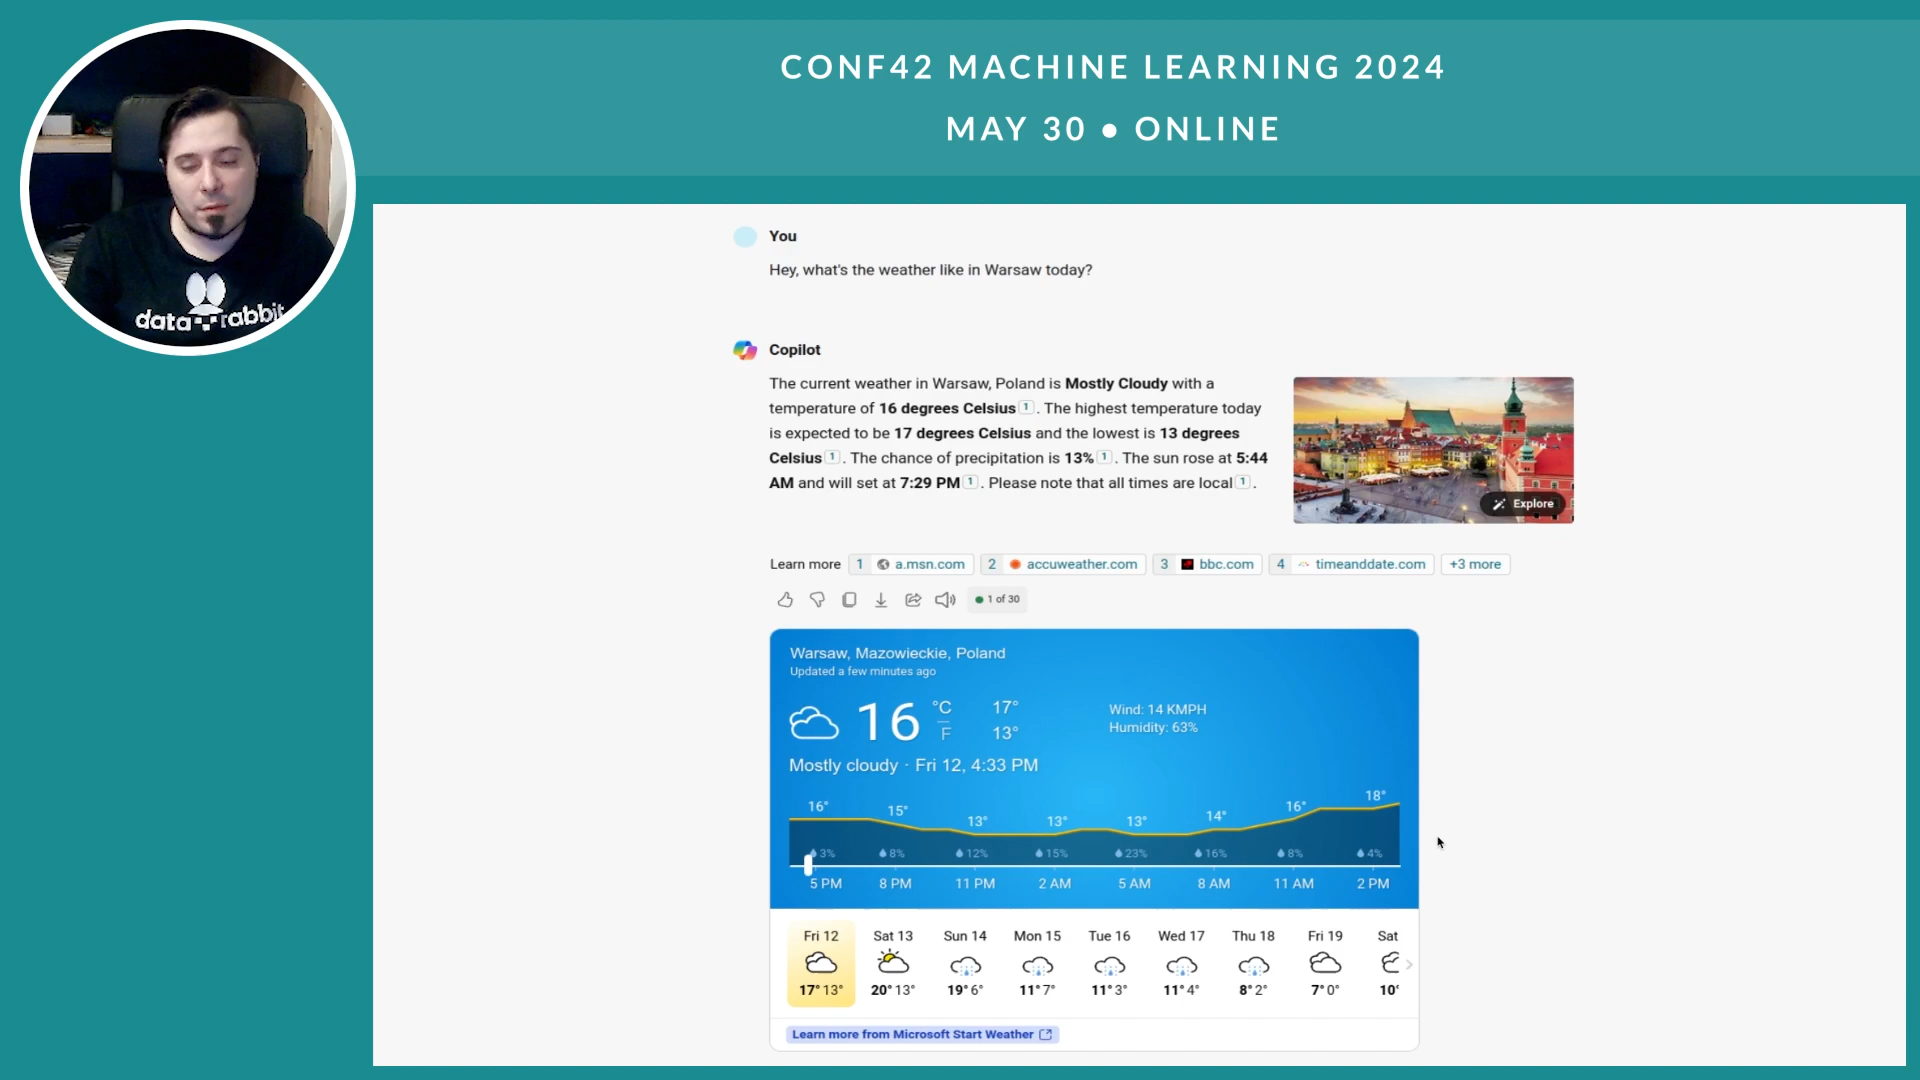 CONF42 MACHINE LEARNING 2024
MAY 30 • ONLINE
data rabbit
You
Hey, what's the weather like in Warsaw today?
Copilot
The current weather in Warsaw, Poland is Mostly Cloudy with a
temperature of 16 degrees Celsius 1 . The highest temperature today
is expected to be 17 degrees Celsius and the lowest is 13 degrees
Celsius 1 . The chance of precipitation is 13% 1 . The sun rose at 5:44
AM and will set at 7:29 PM 1 . Please note that all times are local 1 .
Explore
Learn more 1 a.msn.com 2 accuweather.com 3 bbc.com 4 timeanddate.com +3 more
1 of 30
Warsaw, Mazowieckie, Poland
Updated a few minutes ago
16 °C F 17° 13°
Wind: 14 KMPH
Humidity: 63%
Mostly cloudy · Fri 12, 4:33 PM
16° 15° 13° 13° 13° 14° 16° 18°
3% 8% 12% 15% 23% 16% 8% 4%
5 PM 8 PM 11 PM 2 AM 5 AM 8 AM 11 AM 2 PM
Fri 12 Sat 13 Sun 14 Mon 15 Tue 16 Wed 17 Thu 18 Fri 19 Sat
17° 13° 20° 13° 19° 6° 11° 7° 11° 3° 11° 4° 8° 2° 7° 0° 10°
Learn more from Microsoft Start Weather